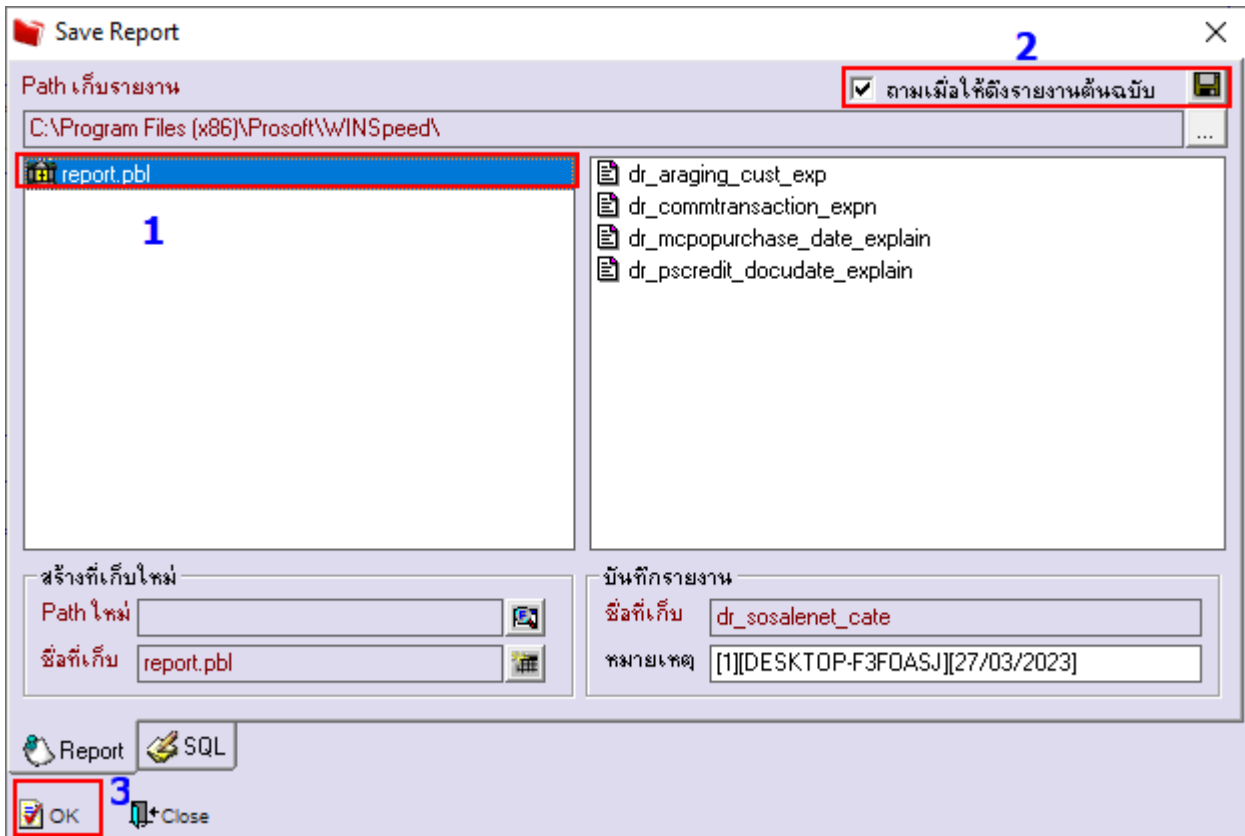 Save Report
2
Path เก็บรายงาน
ถามเมื่อให้ดึงรายงานต้นฉบับ
C:\Program Files (x86)\Prosoft\WINSpeed\
...
report.pbl
1
dr_araging_cust_exp
dr_commtransaction_expn
dr_mcpopurchase_date_explain
dr_pscredit_docudate_explain
สร้างที่เก็บใหม่
Path ใหม่
ชื่อที่เก็บ report.pbl
บันทึกรายงาน
ชื่อที่เก็บ dr_sosalenet_cate
หมายเหตุ [1][DESKTOP-F3FOASJ][27/03/2023]
Report SQL
3
OK Close